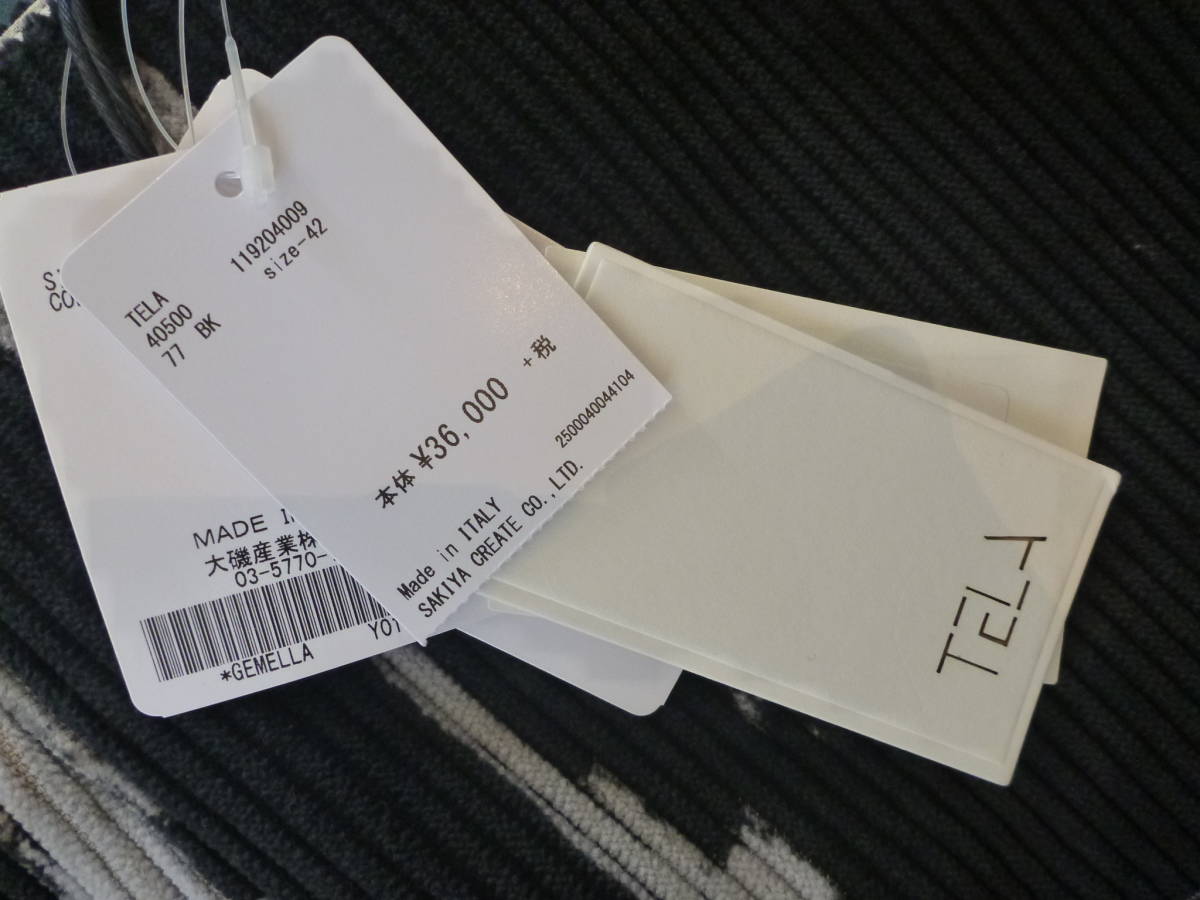 119204009
size-42
TELA
40500
77 BK
本体 ¥36,000 +税
2500040044104
Made in ITALY
SAKIYA CREATE CO.,LTD.
MADE
大磯産業株
03-5770-
*GEMELLA
TELA